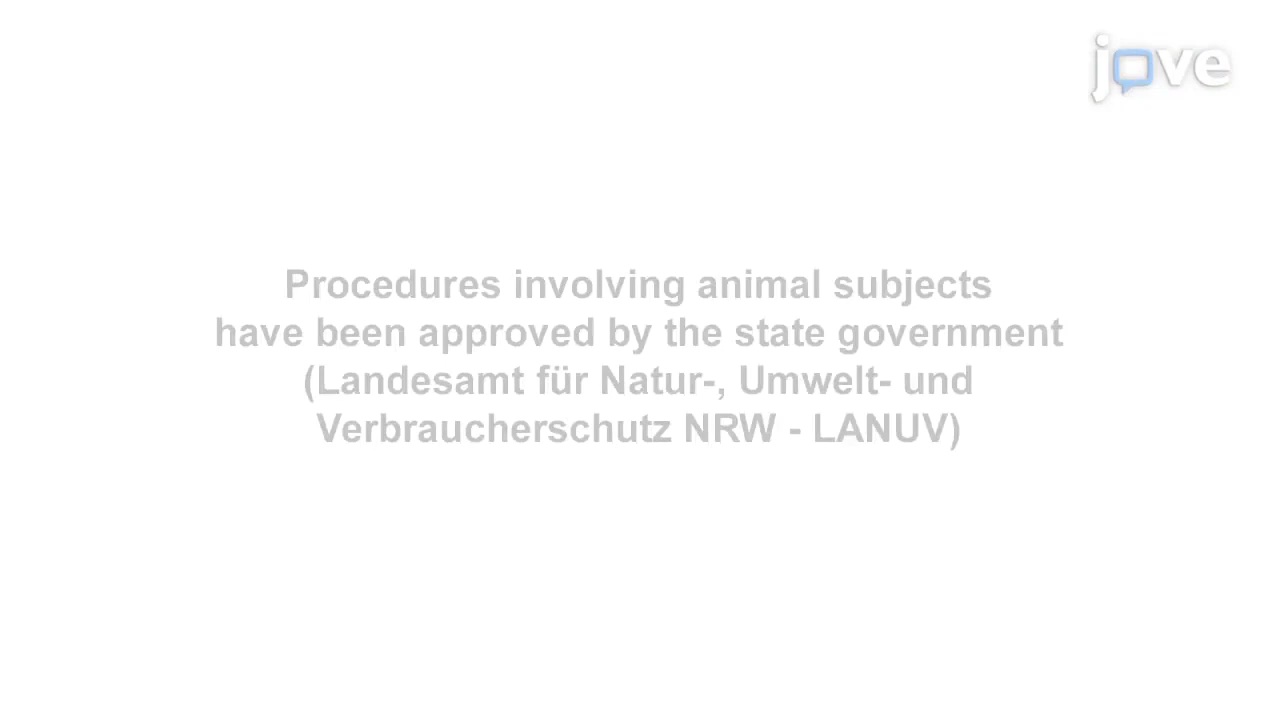 jove
Procedures involving animal subjects
have been approved by the state government
(Landesamt für Natur-, Umwelt- und
Verbraucherschutz NRW - LANUV)